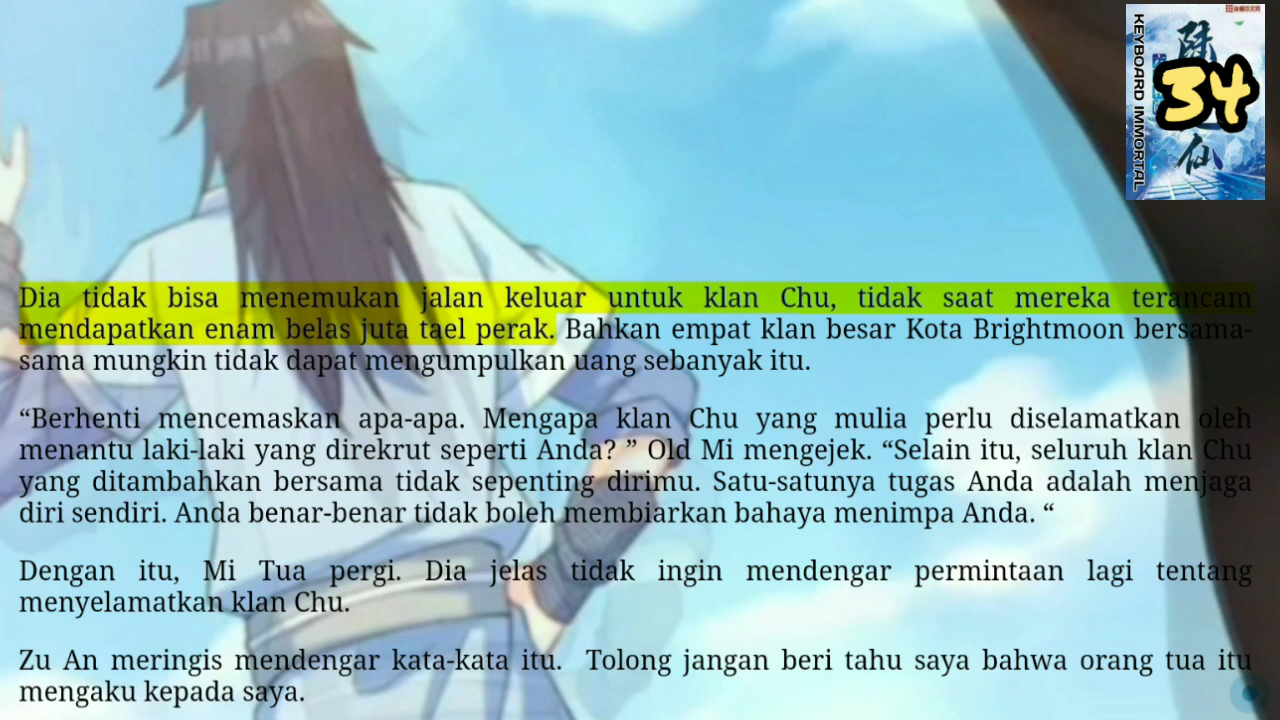 陆
仙
34
KEYBOARD IMMORTAL
Dia tidak bisa menemukan jalan keluar untuk klan Chu, tidak saat mereka terancam
mendapatkan enam belas juta tael perak. Bahkan empat klan besar Kota Brightmoon bersama-
sama mungkin tidak dapat mengumpulkan uang sebanyak itu.
“Berhenti mencemaskan apa-apa. Mengapa klan Chu yang mulia perlu diselamatkan oleh
menantu laki-laki yang direkrut seperti Anda? ” Old Mi mengejek. “Selain itu, seluruh klan Chu
yang ditambahkan bersama tidak sepenting dirimu. Satu-satunya tugas Anda adalah menjaga
diri sendiri. Anda benar-benar tidak boleh membiarkan bahaya menimpa Anda. “
Dengan itu, Mi Tua pergi. Dia jelas tidak ingin mendengar permintaan lagi tentang
menyelamatkan klan Chu.
Zu An meringis mendengar kata-kata itu.  Tolong jangan beri tahu saya bahwa orang tua itu
mengaku kepada saya.